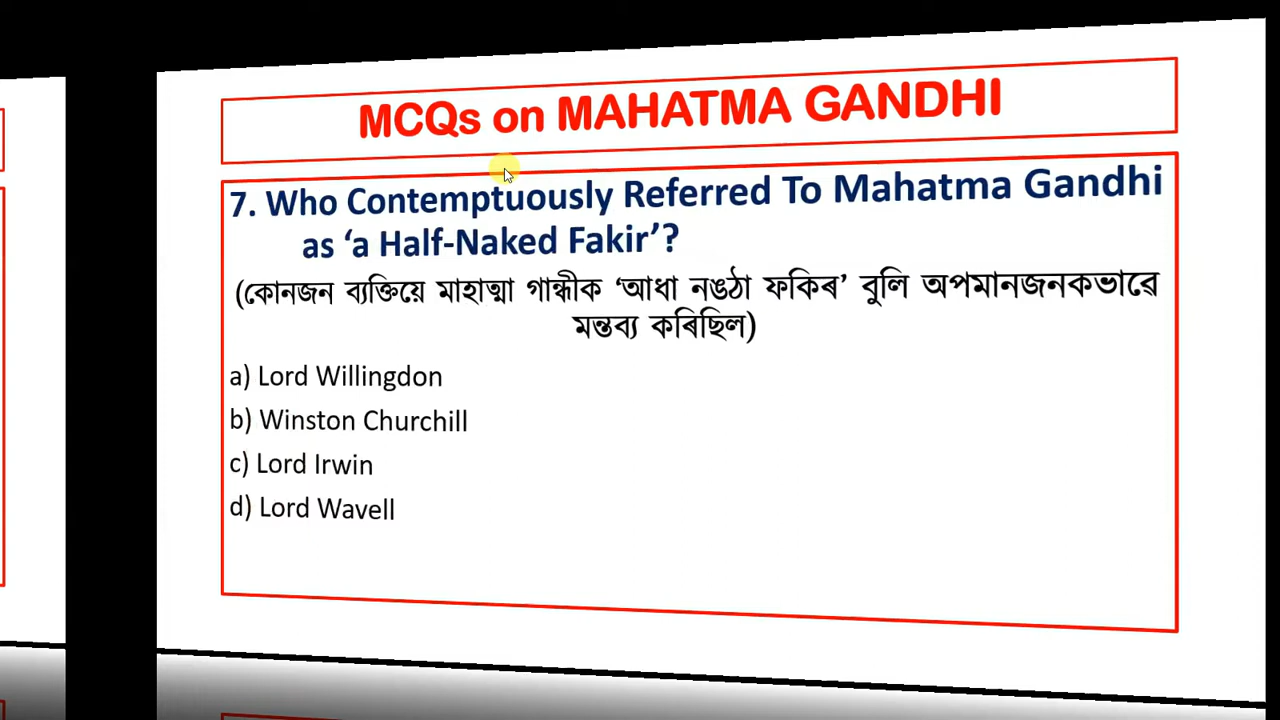 MCQs on MAHATMA GANDHI
7. Who Contemptuously Referred To Mahatma Gandhi
as ‘a Half-Naked Fakir’?
(কোনজন ব্যক্তিয়ে মাহাত্মা গান্ধীক ‘আধা নঙঠা ফকিৰ’ বুলি অপমানজনকভাৱে
মন্তব্য কৰিছিল)
a) Lord Willingdon
b) Winston Churchill
c) Lord Irwin
d) Lord Wavell